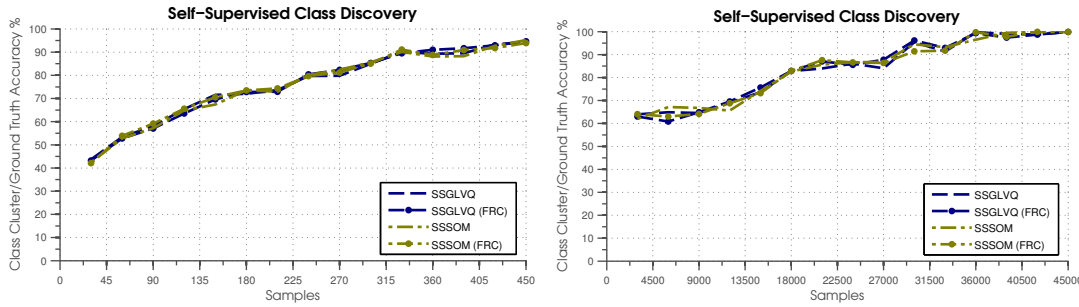 Self-Supervised Class Discovery
Class Cluster/Ground Truth Accuracy %
100
90
80
70
60
50
40
30
20
10
0
0 45 90 135 180 225 270 315 360 405 450
Samples
SSGLVQ
SSGLVQ (FRC)
SSSOM
SSSOM (FRC)
Self-Supervised Class Discovery
Class Cluster/Ground Truth Accuracy %
100
90
80
70
60
50
40
30
20
10
0
0 4500 9000 13500 18000 22500 27000 31500 36000 40500 45000
Samples
SSGLVQ
SSGLVQ (FRC)
SSSOM
SSSOM (FRC)